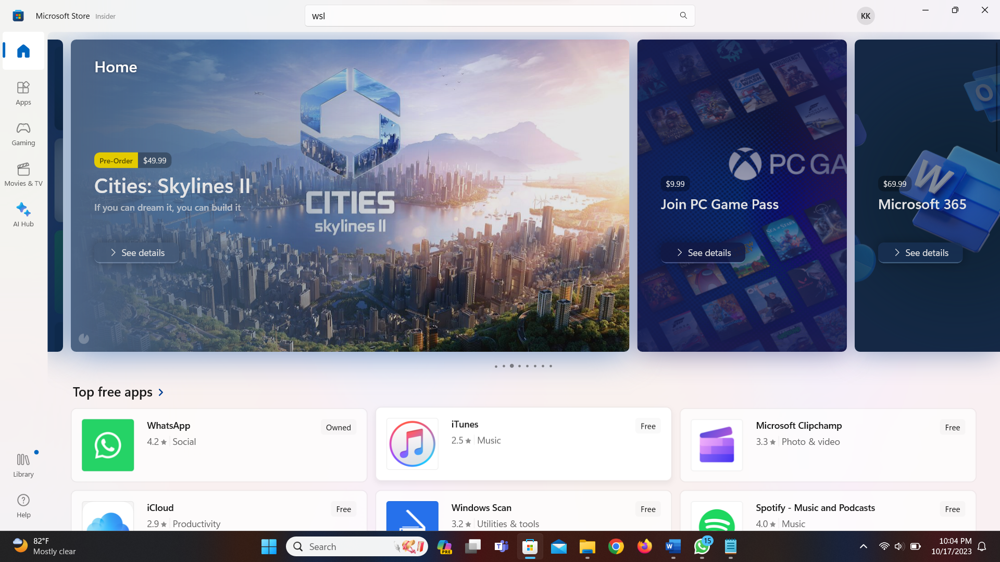 Microsoft Store Insider
wsl
KK
Home
Apps
Gaming
Movies & TV
AI Hub
Library
Help
Home
Pre-Order $49.99
Cities: Skylines II
If you can dream it, you can build it
See details
CITIES
skylines II
PC GA
$9.99
Join PC Game Pass
See details
$69.99
Microsoft 365
See details
Top free apps
WhatsApp
4.2 ★ Social
Owned
iTunes
2.5 ★ Music
Free
Microsoft Clipchamp
3.3 ★ Photo & video
Free
iCloud
2.9 ★ Productivity
Free
Windows Scan
3.2 ★ Utilities & tools
Free
Spotify - Music and Podcasts
4.0 ★ Music
Free
82°F
Mostly clear
Search
PRE
15
10:04 PM
10/17/2023